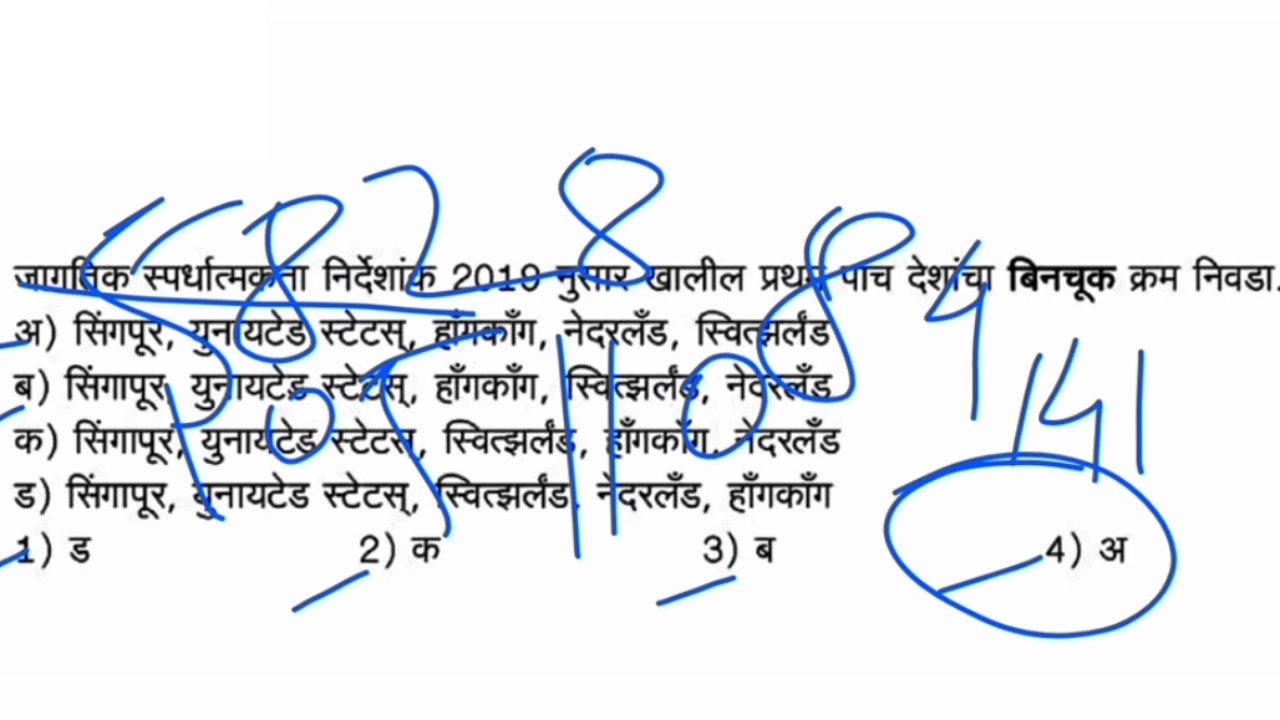 जागतिक स्पर्धात्मकता निर्देशांक 2019 नुसार खालील प्रथम पाच देशांचा बिनचूक क्रम निवडा.
अ) सिंगपूर, युनायटेड स्टेटस्, हाँगकाँग, नेदरलँड, स्वित्झर्लंड
ब) सिंगापूर, युनायटेड स्टेटस्, हाँगकाँग, स्वित्झर्लंड, नेदरलँड
क) सिंगापूर, युनायटेड स्टेटस्, स्वित्झर्लंड, हाँगकाँग, नेदरलँड
ड) सिंगापूर, युनायटेड स्टेटस्, स्वित्झर्लंड, नेदरलँड, हाँगकाँग
1) ड 2) क 3) ब 4) अ